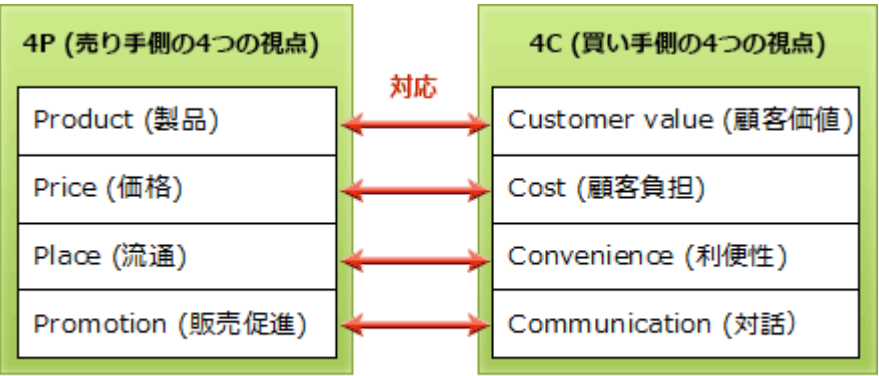 4P (売り手側の4つの視点)
Product (製品)
Price (価格)
Place (流通)
Promotion (販売促進)
対応
4C (買い手側の4つの視点)
Customer value (顧客価値)
Cost (顧客負担)
Convenience (利便性)
Communication (対話)